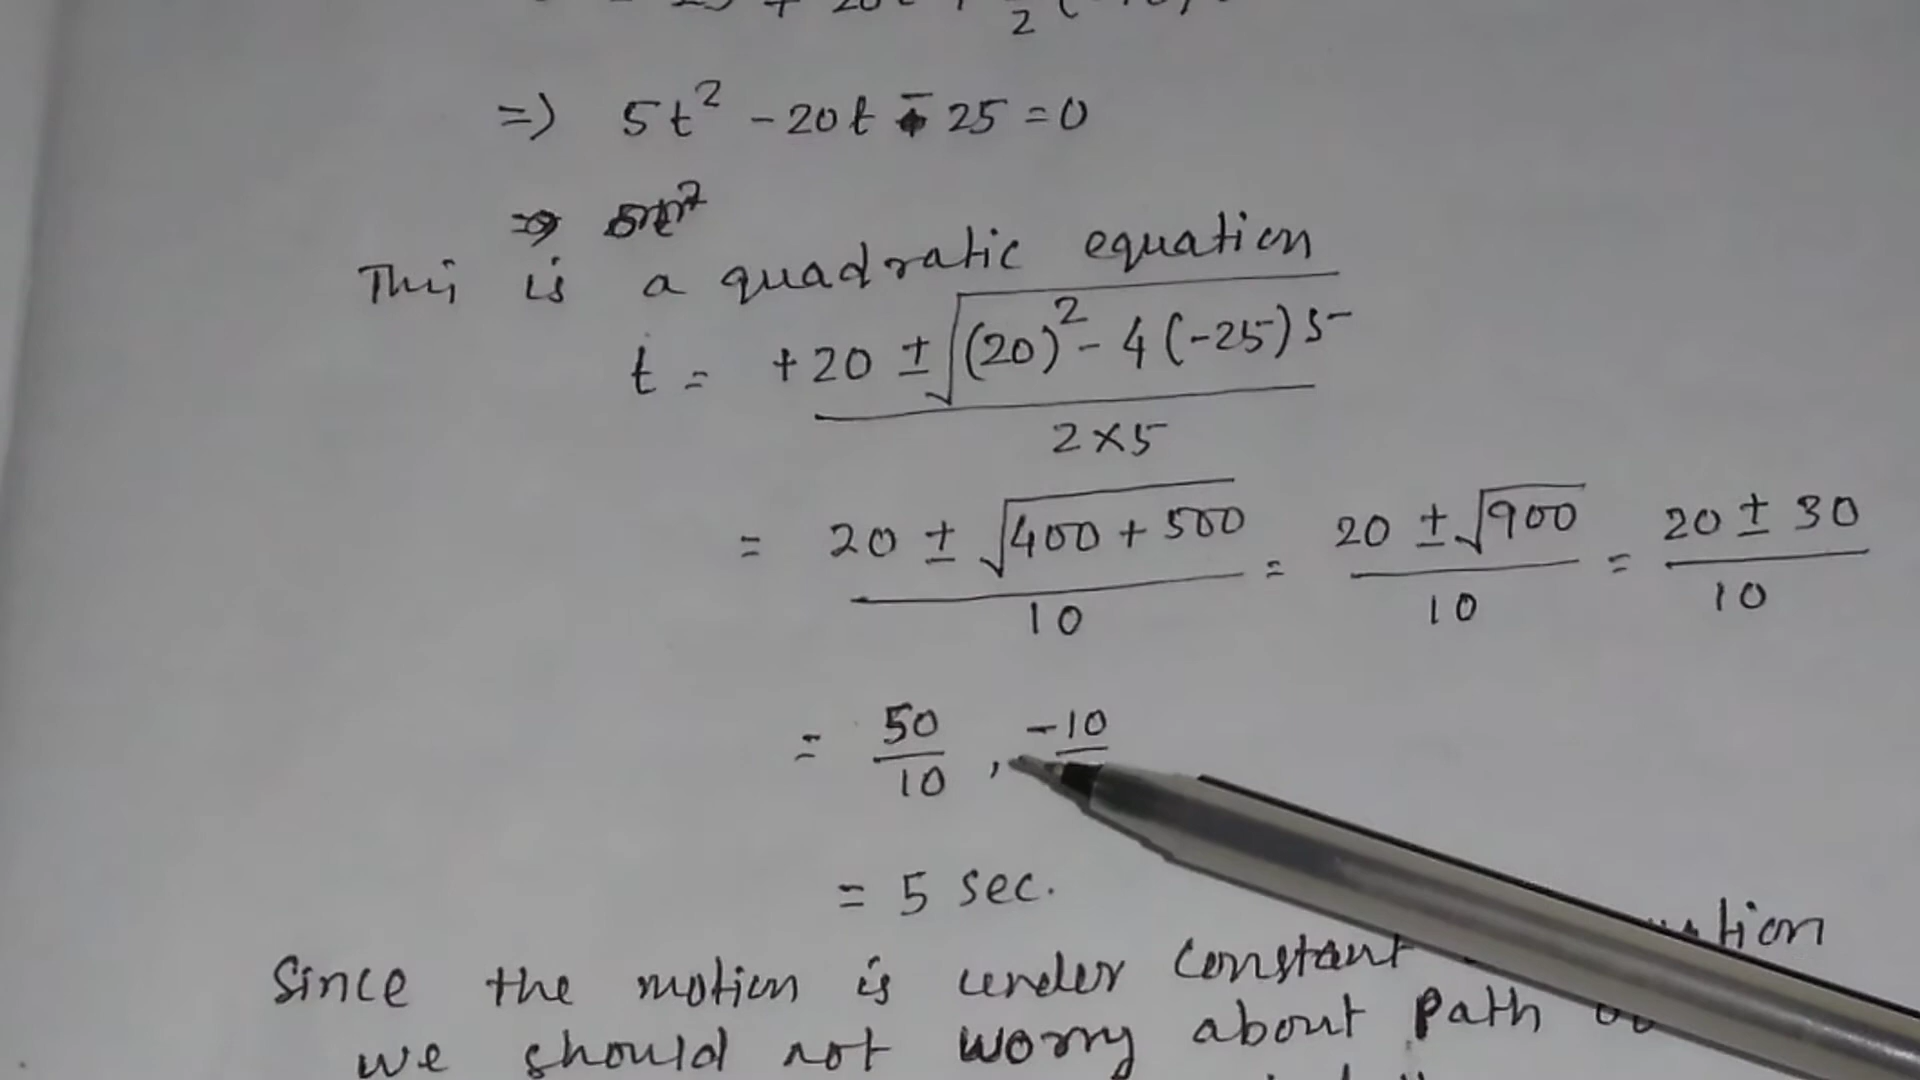 => 5t² - 20t - 25 = 0
This is a quadratic equation
t = +20 ± √(20)² - 4(-25)5 / 2×5
= 20 ± √400 + 500 / 10 = 20 ± √900 / 10 = 20 ± 30 / 10
= 50/10 , -10
= 5 sec.
Since the motion is under constant
we should not worry about path